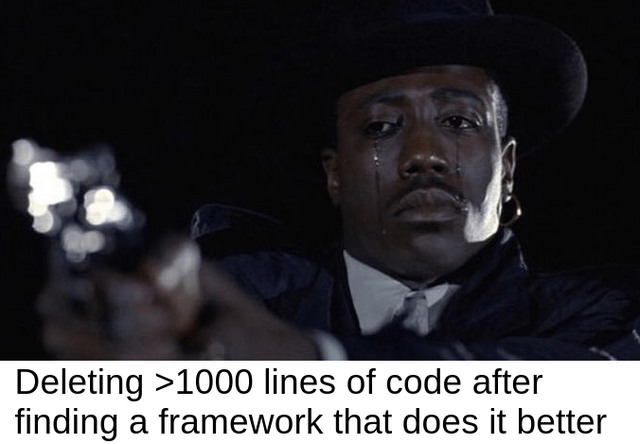 Deleting >1000 lines of code after
finding a framework that does it better